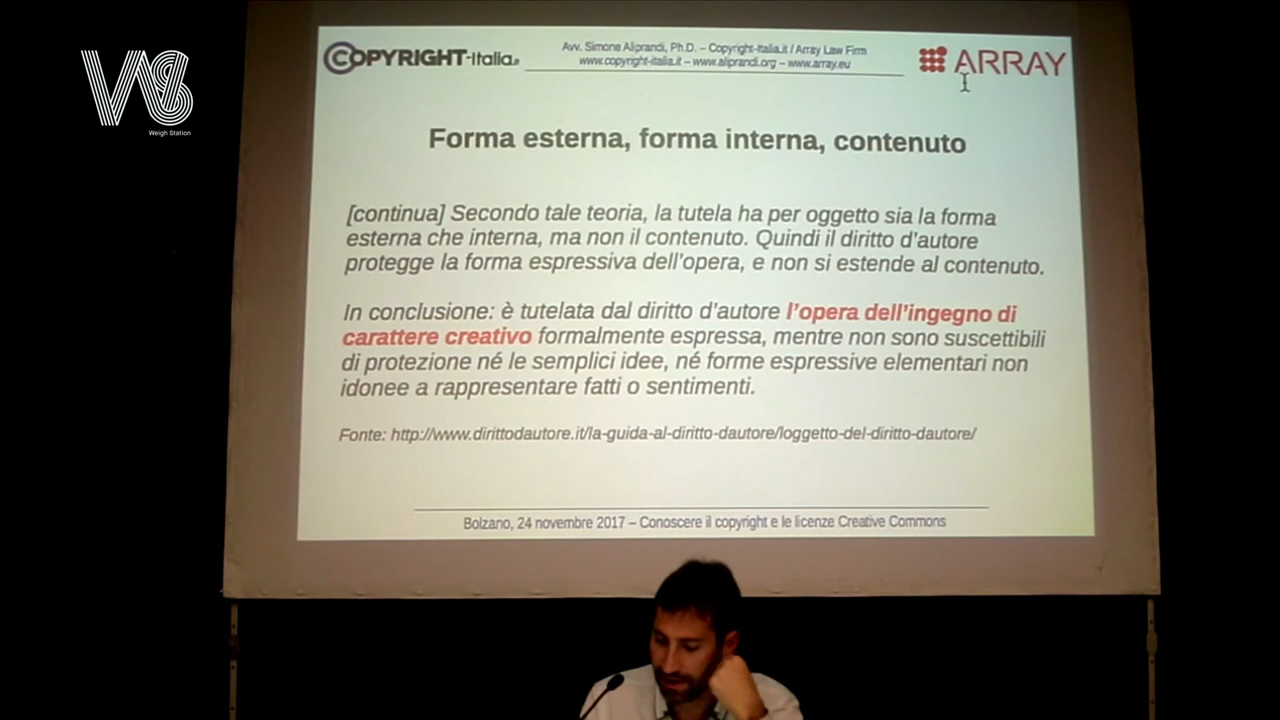 WS
Weigh Station
COPYRIGHT-Italia.it
Avv. Simone Aliprandi, Ph.D. – Copyright-Italia.it / Array Law Firm
www.copyright-italia.it – www.aliprandi.org – www.array.eu
ARRAY
Forma esterna, forma interna, contenuto
[continua] Secondo tale teoria, la tutela ha per oggetto sia la forma
esterna che interna, ma non il contenuto. Quindi il diritto d'autore
protegge la forma espressiva dell'opera, e non si estende al contenuto.
In conclusione: è tutelata dal diritto d'autore l'opera dell'ingegno di
carattere creativo formalmente espressa, mentre non sono suscettibili
di protezione né le semplici idee, né forme espressive elementari non
idonee a rappresentare fatti o sentimenti.
Fonte: http://www.dirittodautore.it/la-guida-al-diritto-dautore/loggetto-del-diritto-dautore/
Bolzano, 24 novembre 2017 – Conoscere il copyright e le licenze Creative Commons